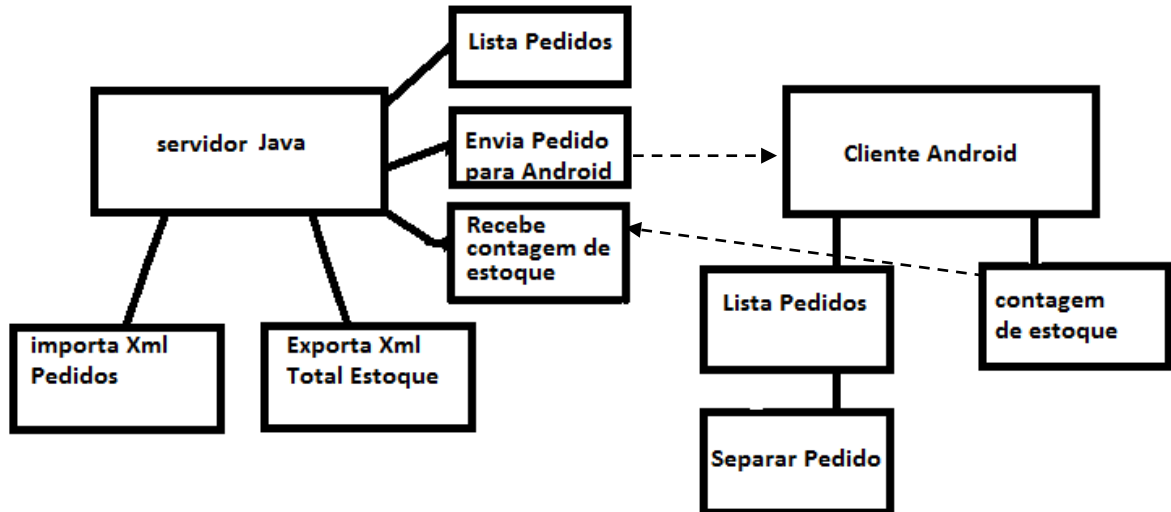 Lista Pedidos
servidor Java
Envia Pedido
para Android
Cliente Android
Recebe
contagem de
estoque
Lista Pedidos
contagem
de estoque
importa Xml
Pedidos
Exporta Xml
Total Estoque
Separar Pedido